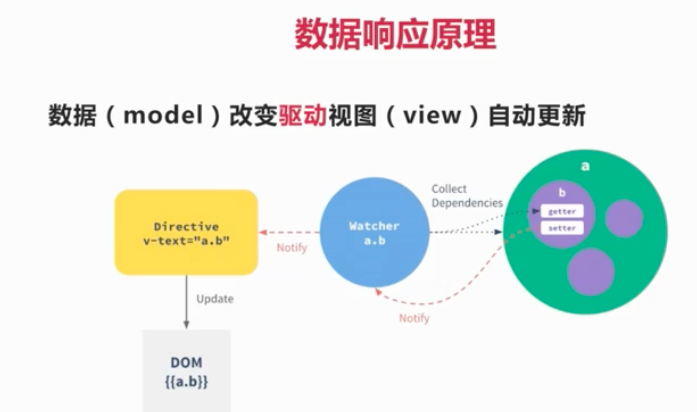 数据响应原理
数据（model）改变驱动视图（view）自动更新
a
b
getter
setter
Collect
Dependencies
Watcher
a.b
Directive
v-text="a.b"
Notify
Notify
Update
DOM
{{a.b}}